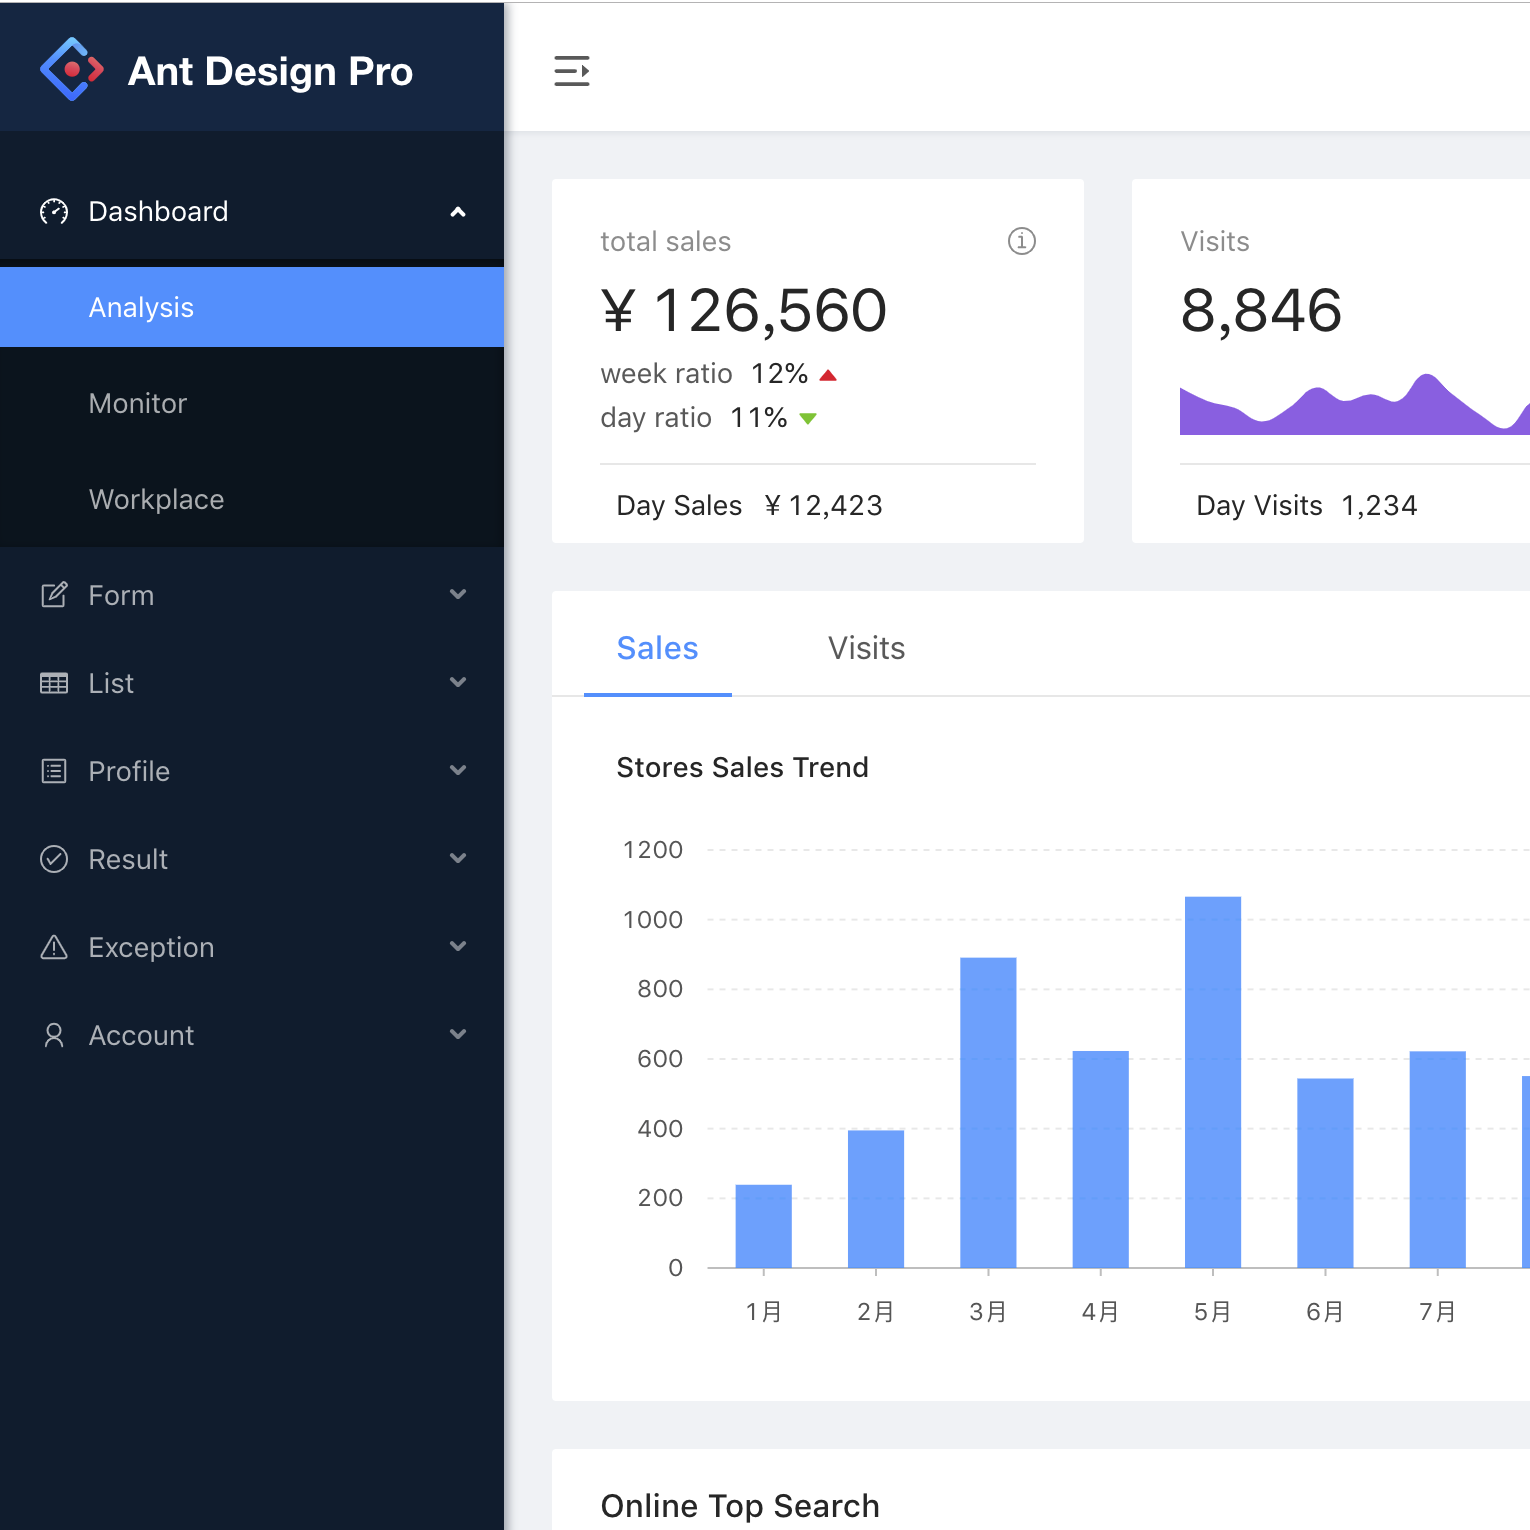 Ant Design Pro
Dashboard
Analysis
Monitor
Workplace
Form
List
Profile
Result
Exception
Account
total sales
¥ 126,560
week ratio 12%
day ratio 11%
Day Sales ¥ 12,423
Visits
8,846
Day Visits 1,234
Sales
Visits
Stores Sales Trend
1200
1000
800
600
400
200
0
1月
2月
3月
4月
5月
6月
7月
Online Top Search